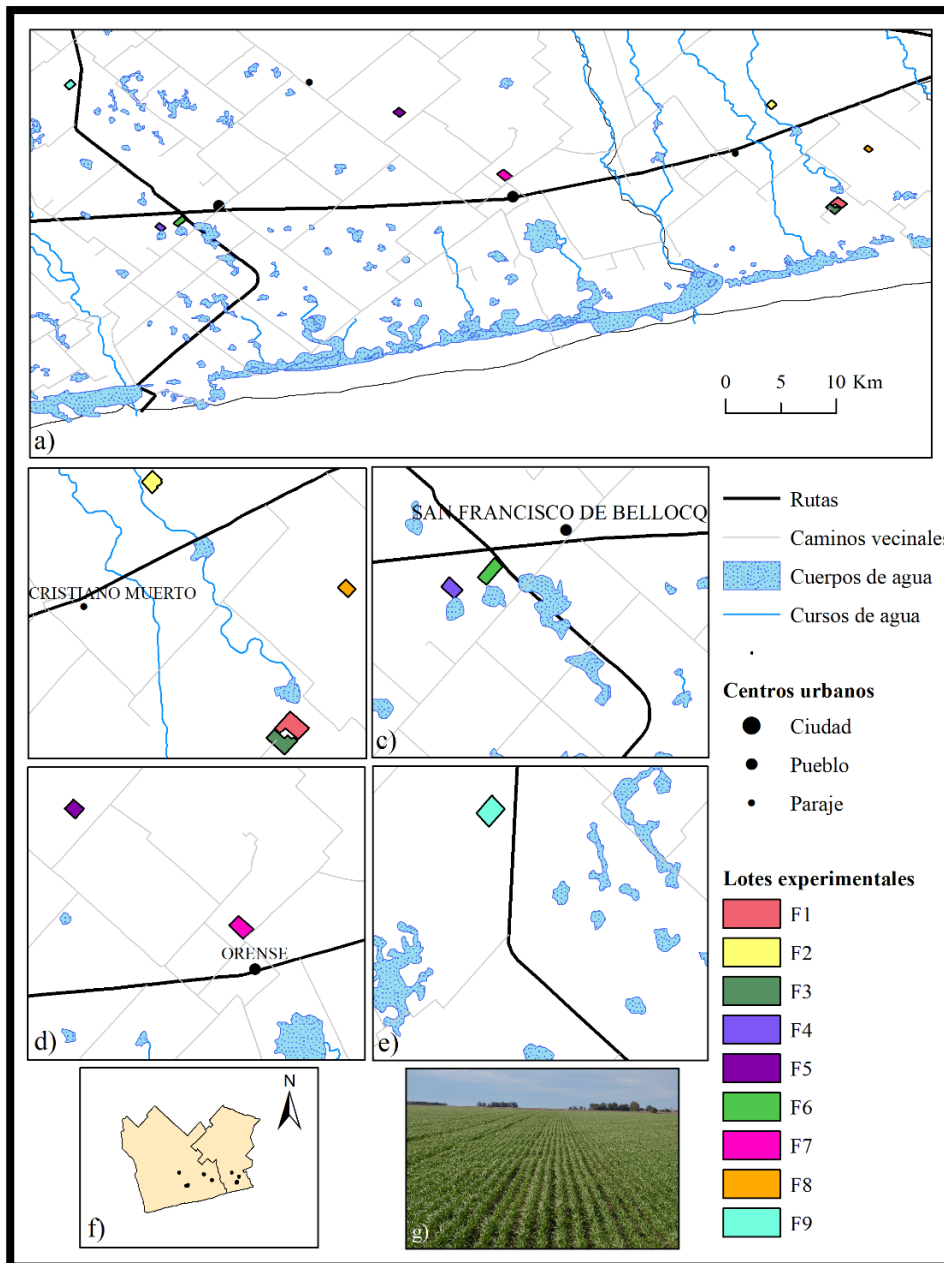 a)
0 5 10 Km
CRISTIANO MUERTO
SAN FRANCISCO DE BELLOCQ
c)
ORENSE
d)
e)
Rutas
Caminos vecinales
Cuerpos de agua
Cursos de agua
Centros urbanos
Ciudad
Pueblo
Paraje
Lotes experimentales
F1
F2
F3
F4
F5
F6
F7
F8
F9
N
f)
g)